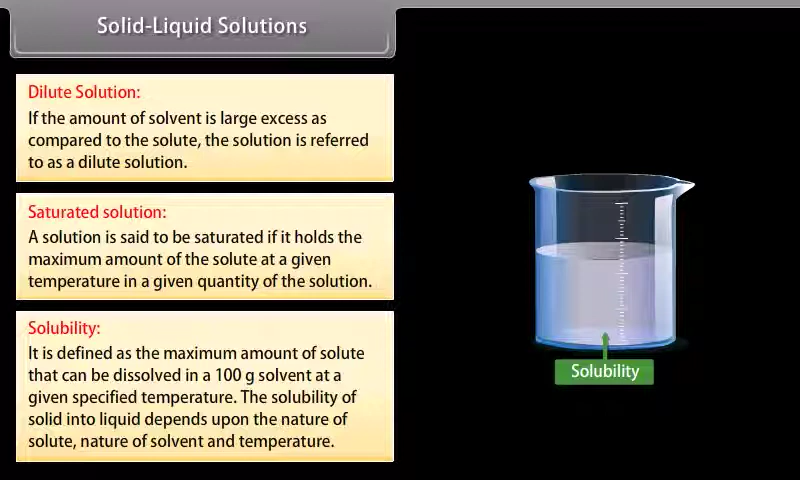 Solid-Liquid Solutions
Dilute Solution:
If the amount of solvent is large excess as
compared to the solute, the solution is referred
to as a dilute solution.
Saturated solution:
A solution is said to be saturated if it holds the
maximum amount of the solute at a given
temperature in a given quantity of the solution.
Solubility:
It is defined as the maximum amount of solute
that can be dissolved in a 100 g solvent at a
given specified temperature. The solubility of
solid into liquid depends upon the nature of
solute, nature of solvent and temperature.
Solubility